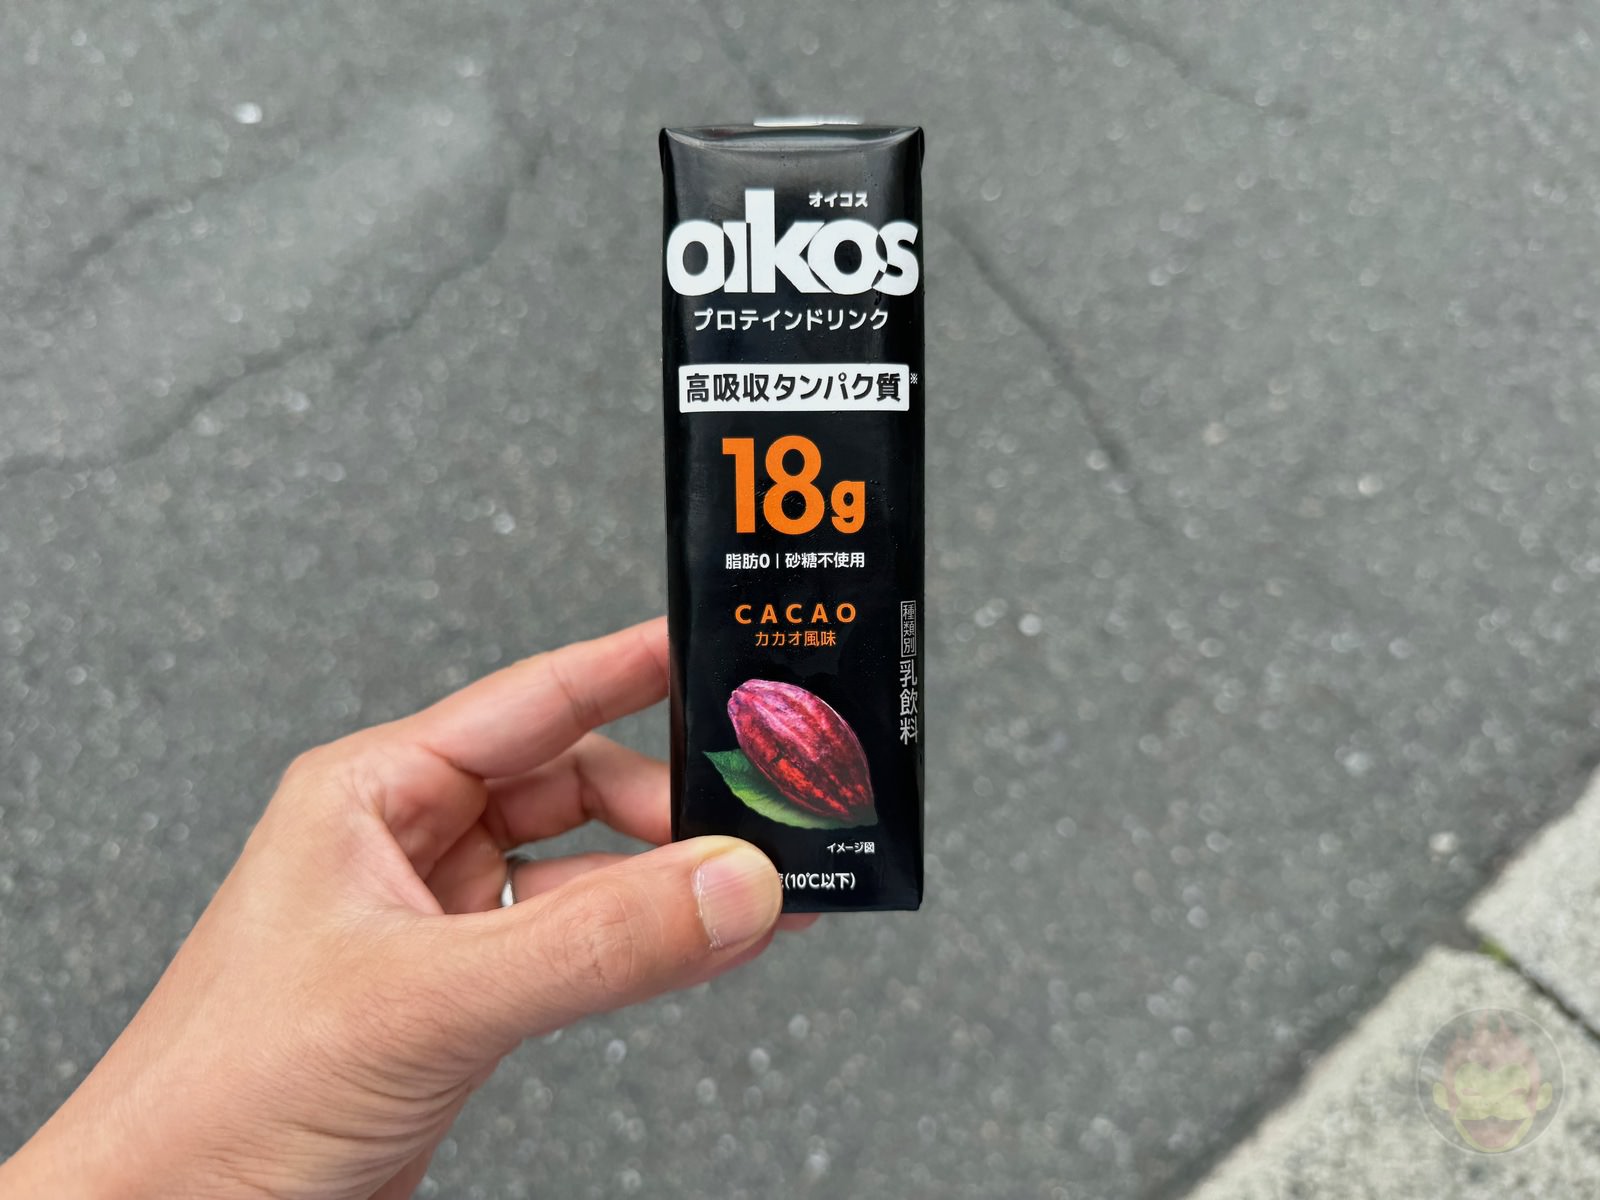 オイコス
oikos
プロテインドリンク
高吸収タンパク質※
18g
脂肪0 | 砂糖不使用
CACAO
カカオ風味
種類別 乳飲料
イメージ図
(10℃以下)